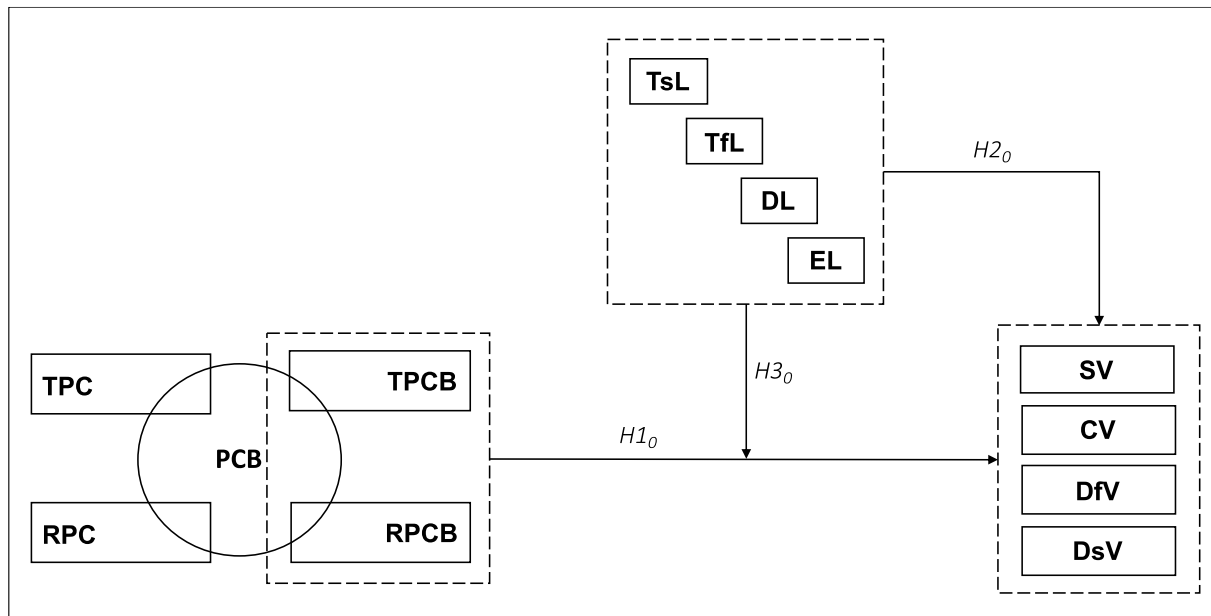 TsL
TfL
DL
EL
H2₀
H3₀
H1₀
TPC
TPCB
PCB
RPC
RPCB
SV
CV
DfV
DsV